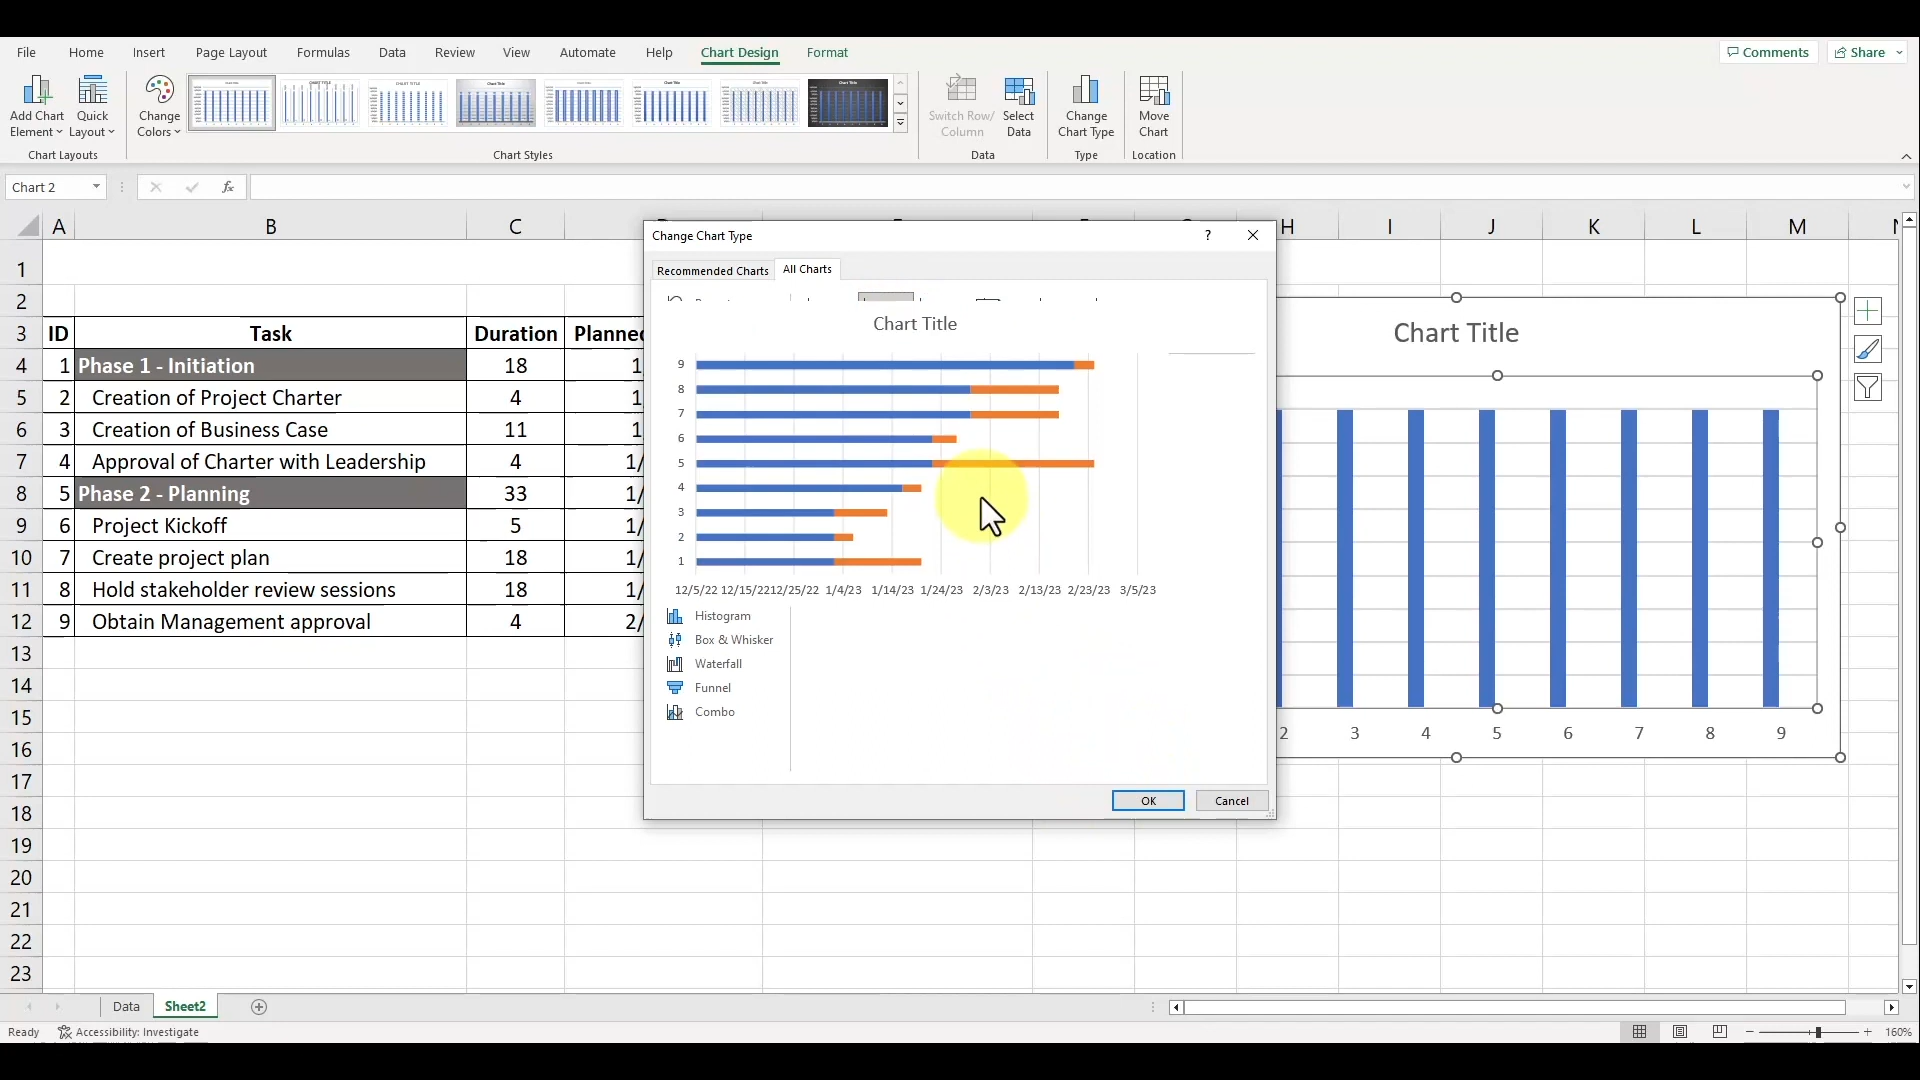 File Home Insert Page Layout Formulas Data Review View Automate Help Chart Design Format Comments Share
Add Chart Element Quick Layout Change Colors Switch Row/ Column Select Data Change Chart Type Move Chart
Chart Layouts Chart Styles Data Type Location
Chart 2 fx
A B C H I J K L M
Change Chart Type ?
Recommended Charts All Charts
1
2
3 ID Task Duration Planned
4 1 Phase 1 - Initiation 18 1
5 2 Creation of Project Charter 4 1
6 3 Creation of Business Case 11 1
7 4 Approval of Charter with Leadership 4 1/
8 5 Phase 2 - Planning 33 1/
9 6 Project Kickoff 5 1/
10 7 Create project plan 18 1/
11 8 Hold stakeholder review sessions 18 1/
12 9 Obtain Management approval 4 2/
13
14
15
16
17
18
19
20
21
22
23
Chart Title
9
8
7
6
5
4
3
2
1
12/5/22 12/15/22 12/25/22 1/4/23 1/14/23 1/24/23 2/3/23 2/13/23 2/23/23 3/5/23
Histogram
Box & Whisker
Waterfall
Funnel
Combo
OK Cancel
Chart Title
2 3 4 5 6 7 8 9
Data Sheet2
Ready Accessibility: Investigate 160%